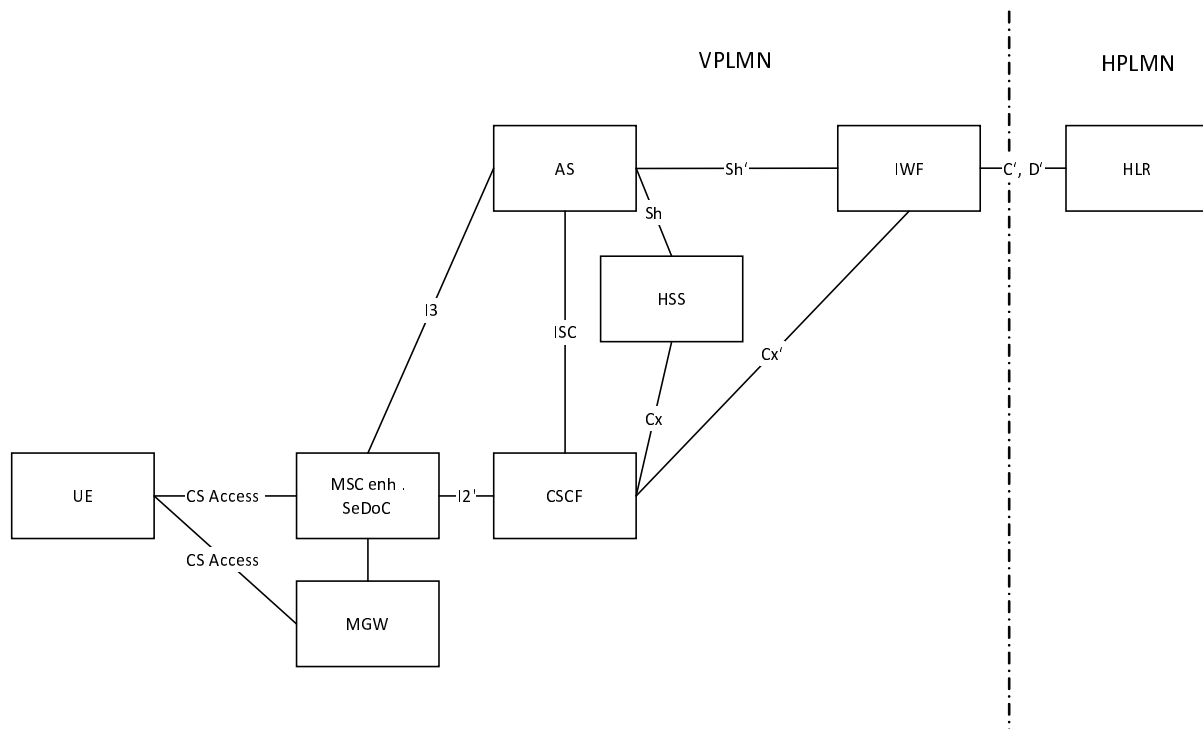 VPLMN
HPLMN
AS
Sh‘
IWF
C‘, D‘
HLR
Sh
HSS
I3
ISC
Cx‘
Cx
UE
CS Access
MSC enh .
SeDoC
I2'
CSCF
CS Access
MGW